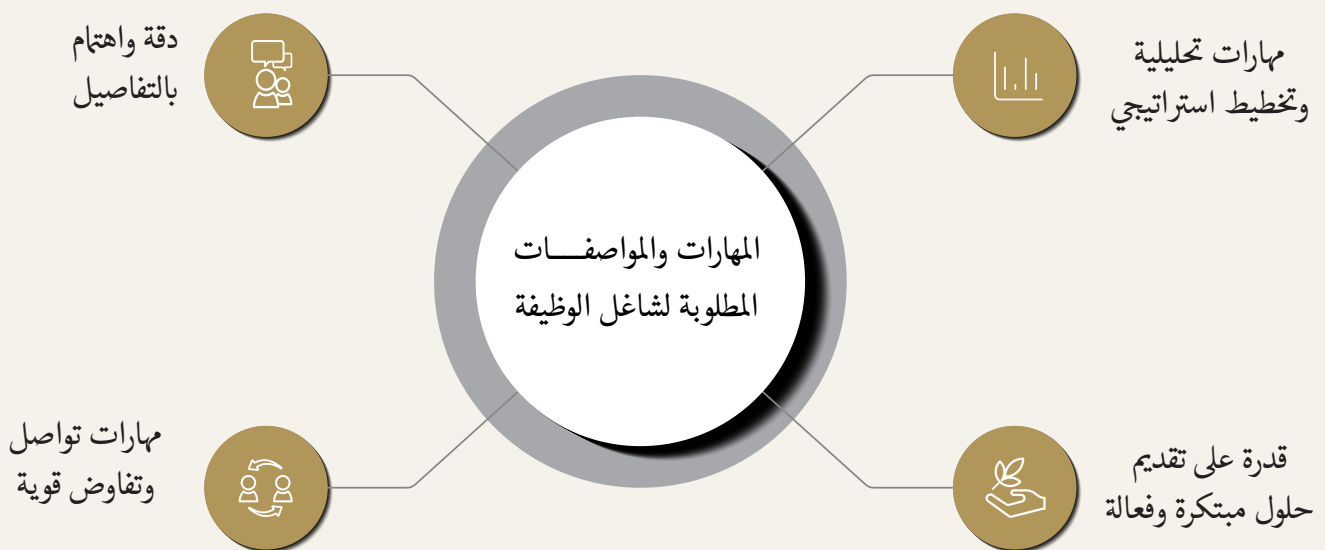 المهارات والمواصفـــات
المطلوبة لشاغل الوظيفة
مهارات تحليلية
وتخطيط استراتيجي
دقة واهتمام
بالتفاصيل
قدرة على تقديم
حلول مبتكرة وفعالة
مهارات تواصل
وتفاوض قوية